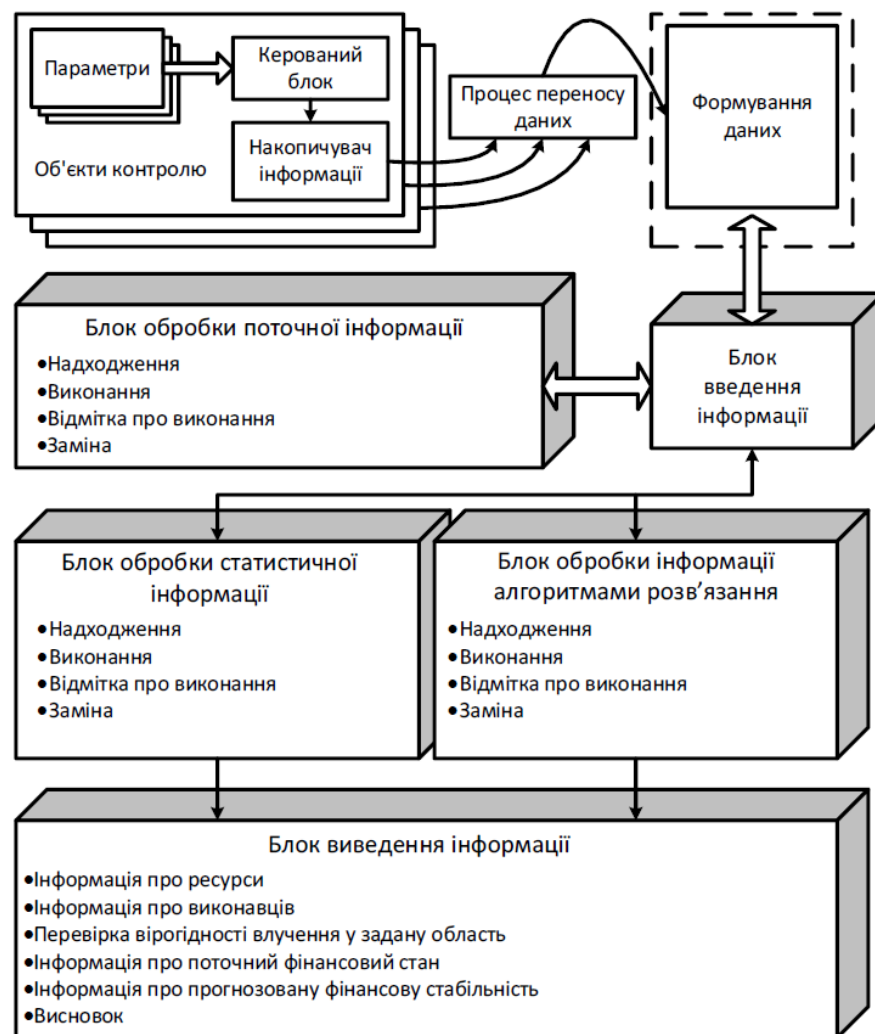 Параметри
Керований
блок
Накопичувач
інформації
Об'єкти контролю
Процес переносу
даних
Формування
даних
Блок обробки поточної інформації
•Надходження
•Виконання
•Відмітка про виконання
•Заміна
Блок
введення
інформації
Блок обробки статистичної
інформації
•Надходження
•Виконання
•Відмітка про виконання
•Заміна
Блок обробки інформації
алгоритмами розв’язання
•Надходження
•Виконання
•Відмітка про виконання
•Заміна
Блок виведення інформації
•Інформація про ресурси
•Інформація про виконавців
•Перевірка вірогідності влучення у задану область
•Інформація про поточний фінансовий стан
•Інформація про прогнозовану фінансову стабільність
•Висновок